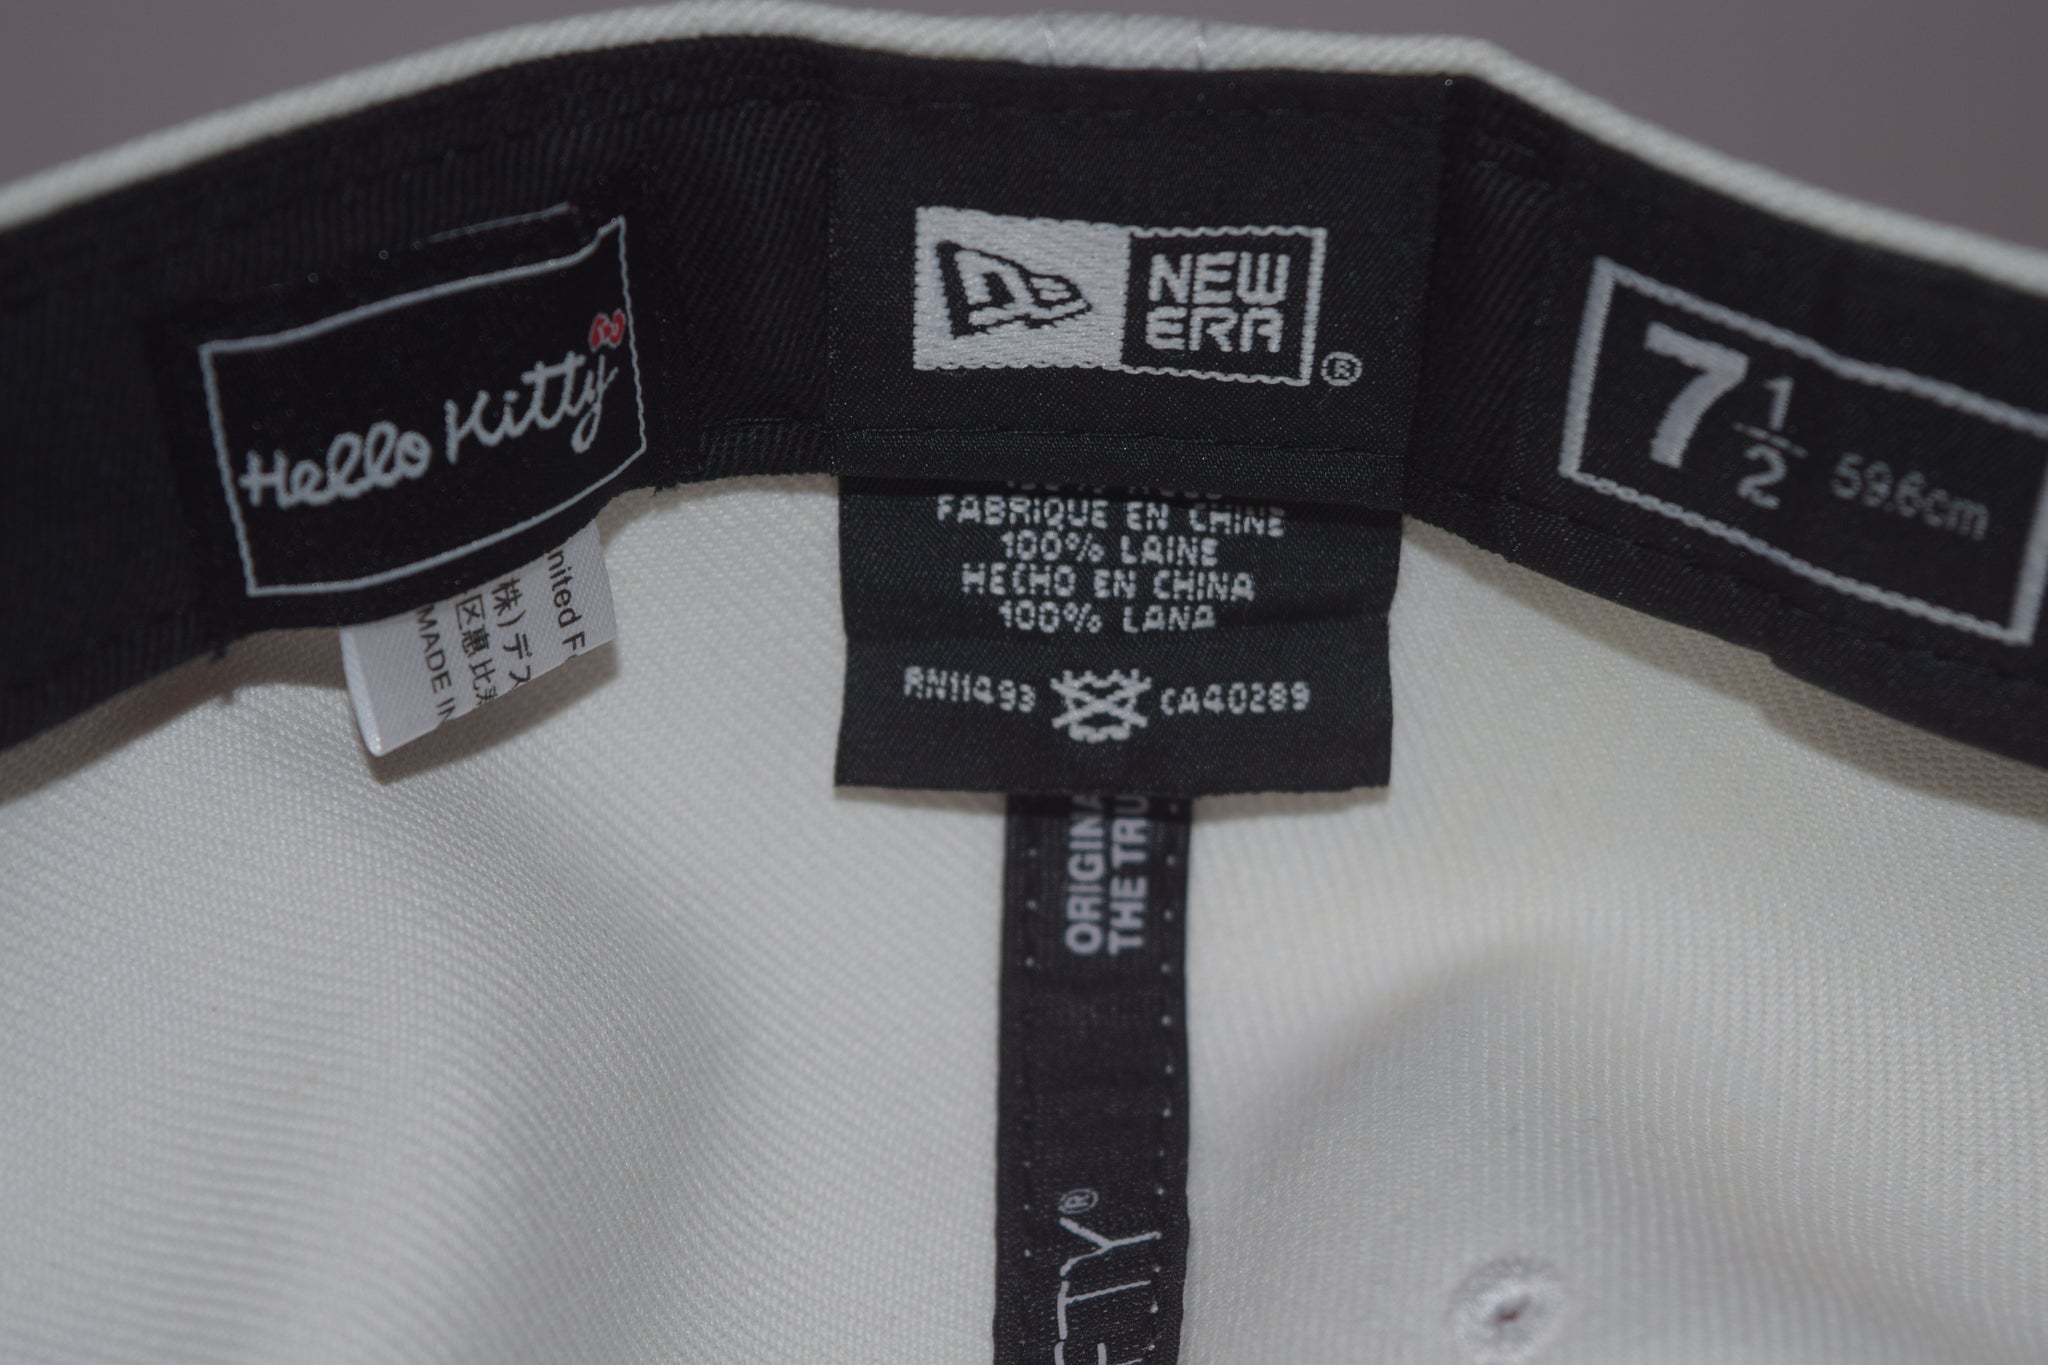 Hello Kitty
nited F
株)デス
区恵比
MADE IN
NEW
ERA
®
FABRIQUE EN CHINE
100% LAINE
HECHO EN CHINA
100% LANA
RN11493 CA40289
ORIGINA
THE TRU
FTY®
7 1/2 59.6cm